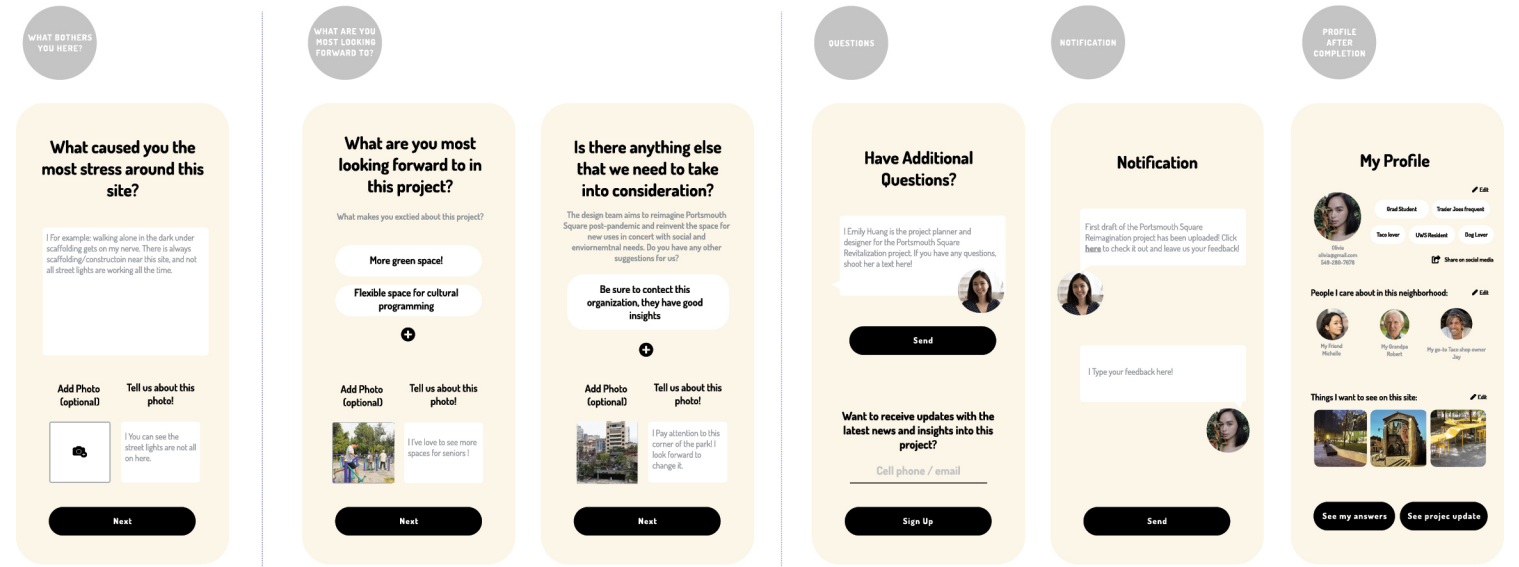 WHAT BOTHERS
YOU HERE?
What caused you the
most stress around this
site?
I For example: walking alone in the dark under
scaffolding gets on my nerve. There is always
scaffolding/constructoin near this site, and not
all street lights are working all the time.
Add Photo
(optional)
Tell us about this
photo!
I You can see the
street lights are not all
on here.
Next
WHAT ARE YOU
MOST LOOKING
FORWARD TO?
What are you most
looking forward to in
this project?
What makes you exctied about this project?
More green space!
Flexible space for cultural
programming
Add Photo
(optional)
Tell us about this
photo!
I I've love to see more
spaces for seniors !
Next
Is there anything else
that we need to take
into consideration?
The design team aims to reimagine Portsmouth
Square post-pandemic and reinvent the space for
new uses in concert with social and
enviornemtnal needs. Do you have any other
suggestions for us?
Be sure to contect this
organization, they have good
insights
Add Photo
(optional)
Tell us about this
photo!
I Pay attention to this
corner of the park! I
look forward to
change it.
Next
QUESTIONS
Have Additional
Questions?
I Emily Huang is the project planner and
designer for the Portsmouth Square
Revitalization project. If you have any questions,
shoot her a text here!
Send
Want to receive updates with the
latest news and insights into this
project?
Cell phone / email
Sign Up
NOTIFICATION
Notification
First draft of the Portsmouth Square
Reimagination project has been uploaded! Click
here to check it out and leave us your feedback!
I Type your feedback here!
Send
PROFILE
AFTER
COMPLETION
My Profile
Edit
Brad Student
Trader Joes frequent
Taco lover
UWS Resident
Dog Lover
Olivia
olivia@gmail.com
549-280-7878
Share on social media
People I care about in this neighborhood:
Edit
My Friend
Michelle
My Grandpa
Robert
My go-to Taco shop owner
Jay
Things I want to see on this site:
Edit
See my answers
See projec update